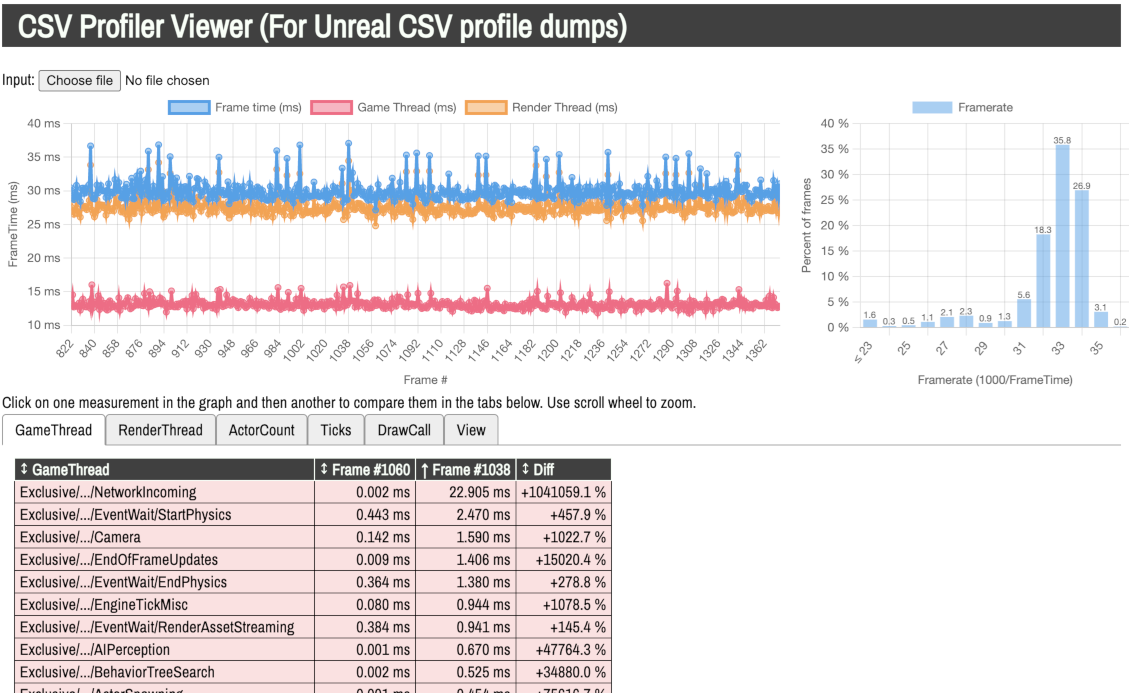 CSV Profiler Viewer (For Unreal CSV profile dumps)
Input: Choose file No file chosen
Frame time (ms) Game Thread (ms) Render Thread (ms)
40 ms
35 ms
30 ms
25 ms
20 ms
15 ms
10 ms
FrameTime (ms)
822 840 858 876 894 912 930 948 966 984 1002 1020 1038 1056 1074 1092 1110 1128 1146 1164 1182 1200 1218 1236 1254 1272 1290 1308 1326 1344 1362
Frame #
Framerate
40 %
35 %
30 %
25 %
20 %
15 %
10 %
5 %
0 %
Percent of frames
1.6 0.3 0.5 1.1 2.1 2.3 0.9 1.3 5.6 18.3 35.8 26.9 3.1 0.2
≤ 23 25 27 29 31 33 35
Framerate (1000/FrameTime)
Click on one measurement in the graph and then another to compare them in the tabs below. Use scroll wheel to zoom.
GameThread RenderThread ActorCount Ticks DrawCall View
↕ GameThread ↕ Frame #1060 ↑ Frame #1038 ↕ Diff
Exclusive/.../NetworkIncoming 0.002 ms 22.905 ms +1041059.1 %
Exclusive/.../EventWait/StartPhysics 0.443 ms 2.470 ms +457.9 %
Exclusive/.../Camera 0.142 ms 1.590 ms +1022.7 %
Exclusive/.../EndOfFrameUpdates 0.009 ms 1.406 ms +15020.4 %
Exclusive/.../EventWait/EndPhysics 0.364 ms 1.380 ms +278.8 %
Exclusive/.../EngineTickMisc 0.080 ms 0.944 ms +1078.5 %
Exclusive/.../EventWait/RenderAssetStreaming 0.384 ms 0.941 ms +145.4 %
Exclusive/.../AIPerception 0.001 ms 0.670 ms +47764.3 %
Exclusive/.../BehaviorTreeSearch 0.002 ms 0.525 ms +34880.0 %
Exclusive/.../ActorSpawning 0.001 ms 0.454 ms